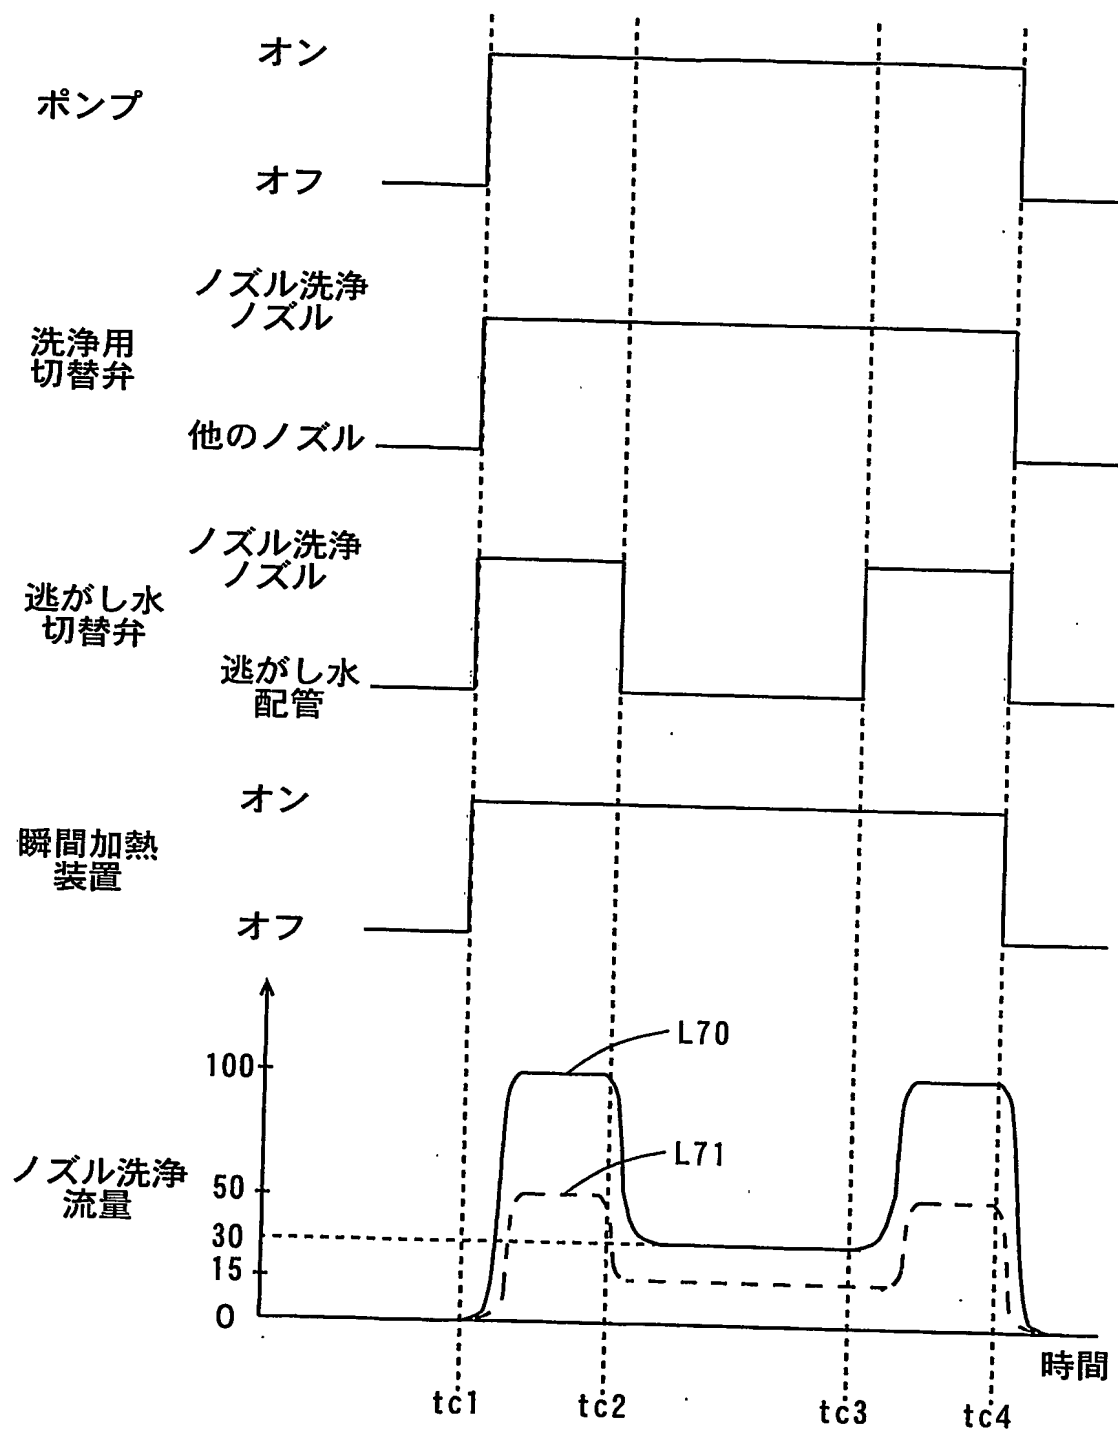 オン
ポンプ
オフ
ノズル洗浄
ノズル
洗浄用
切替弁
他のノズル
ノズル洗浄
ノズル
逃がし水
切替弁
逃がし水
配管
オン
瞬間加熱
装置
オフ
L70
100
L71
ノズル洗浄
流量
50
30
15
0
時間
tc1
tc2
tc3
tc4